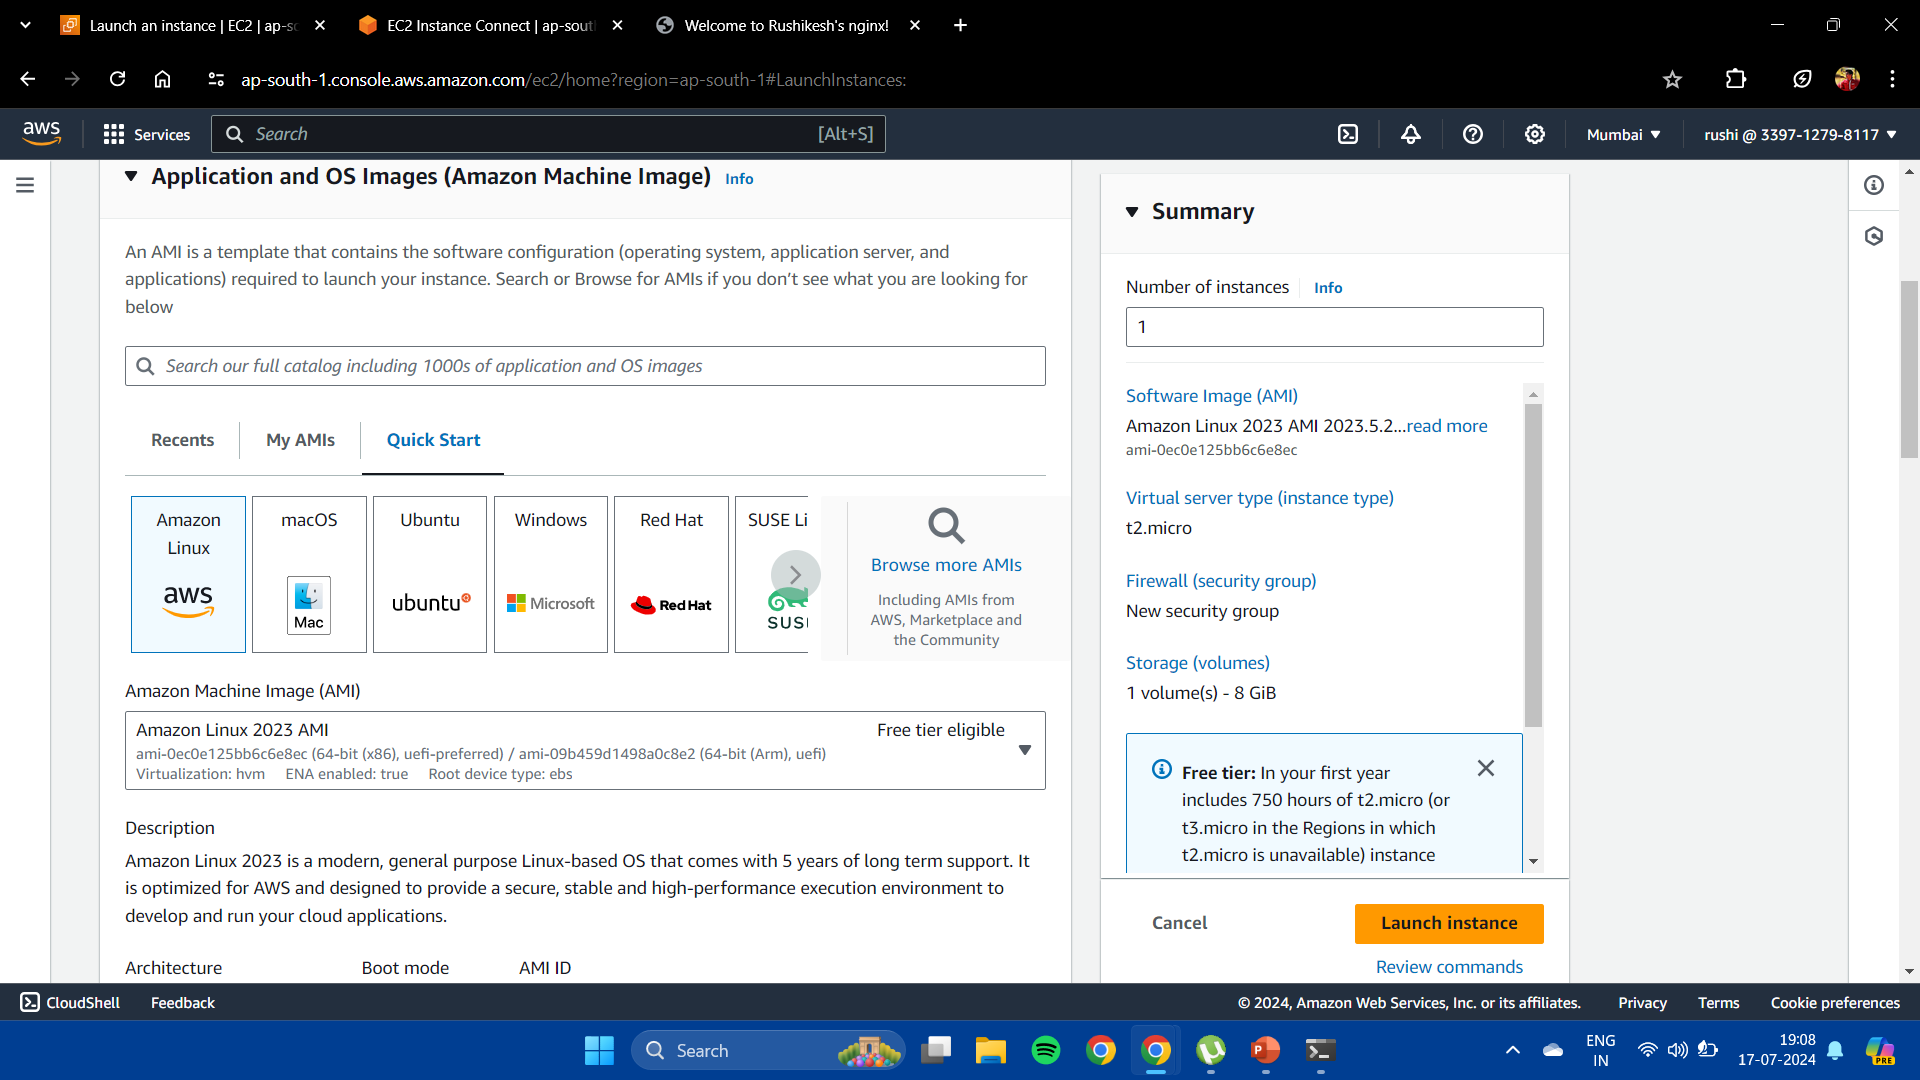 Launch an instance | EC2 | ap-sc
EC2 Instance Connect | ap-sout
Welcome to Rushikesh's nginx!
ap-south-1.console.aws.amazon.com/ec2/home?region=ap-south-1#LaunchInstances:
aws
Services
Search
[Alt+S]
Mumbai
rushi @ 3397-1279-8117
Application and OS Images (Amazon Machine Image) Info
An AMI is a template that contains the software configuration (operating system, application server, and
applications) required to launch your instance. Search or Browse for AMIs if you don’t see what you are looking for
below
Search our full catalog including 1000s of application and OS images
Recents
My AMIs
Quick Start
Amazon
Linux
aws
macOS
Mac
Ubuntu
ubuntu
Windows
Microsoft
Red Hat
Red Hat
SUSE Li
SUS
Browse more AMIs
Including AMIs from
AWS, Marketplace and
the Community
Amazon Machine Image (AMI)
Amazon Linux 2023 AMI
Free tier eligible
ami-0ec0e125bb6c6e8ec (64-bit (x86), uefi-preferred) / ami-09b459d1498a0c8e2 (64-bit (Arm), uefi)
Virtualization: hvm ENA enabled: true Root device type: ebs
Description
Amazon Linux 2023 is a modern, general purpose Linux-based OS that comes with 5 years of long term support. It
is optimized for AWS and designed to provide a secure, stable and high-performance execution environment to
develop and run your cloud applications.
Architecture
Boot mode
AMI ID
Summary
Number of instances Info
1
Software Image (AMI)
Amazon Linux 2023 AMI 2023.5.2...read more
ami-0ec0e125bb6c6e8ec
Virtual server type (instance type)
t2.micro
Firewall (security group)
New security group
Storage (volumes)
1 volume(s) - 8 GiB
Free tier: In your first year
includes 750 hours of t2.micro (or
t3.micro in the Regions in which
t2.micro is unavailable) instance
Cancel
Launch instance
Review commands
CloudShell
Feedback
© 2024, Amazon Web Services, Inc. or its affiliates.
Privacy
Terms
Cookie preferences
Search
ENG
IN
19:08
17-07-2024
PRE